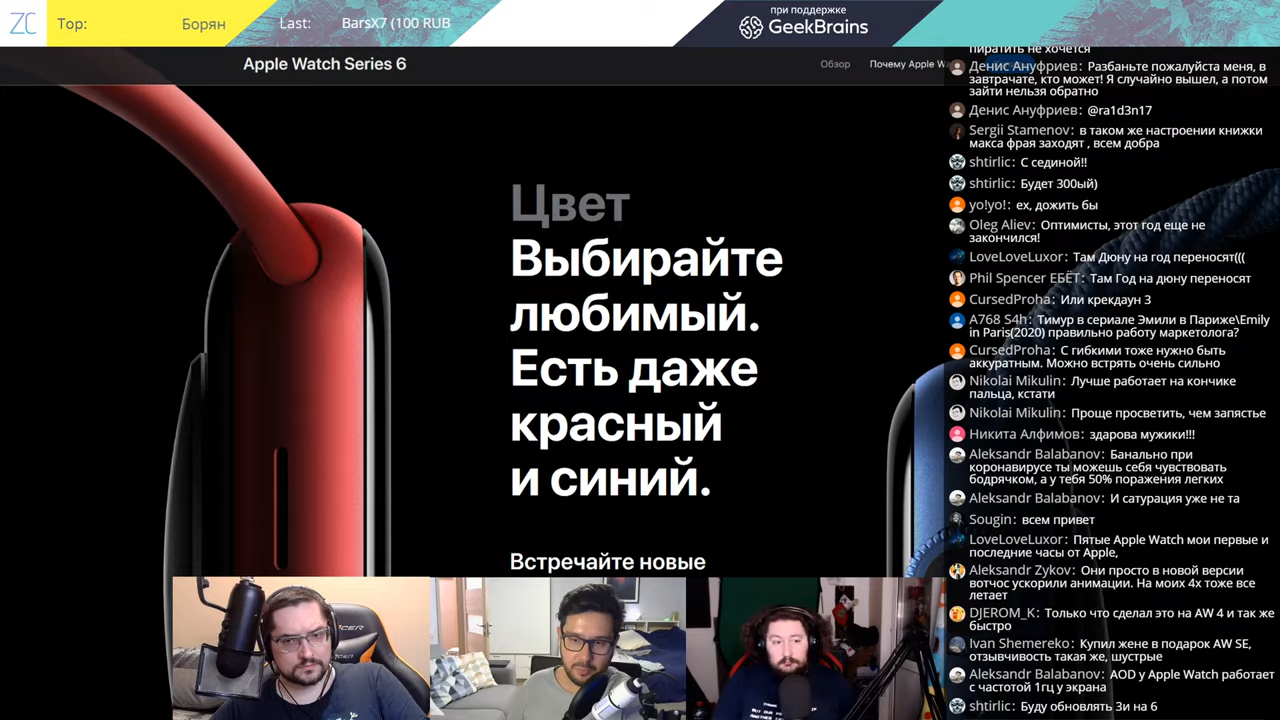 ZC
Top:
Борян
Last:
BarsX7 (100 RUB
при поддержке
GeekBrains
Apple Watch Series 6
Обзор
Почему Apple Wa
Цвет
Выбирайте
любимый.
Есть даже
красный
и синий.
Встречайте новые
пиратить не хочется
Денис Ануфриев: Разбаньте пожалуйста меня, в
завтрачате, кто может! Я случайно вышел, а потом
зайти нельзя обратно
Денис Ануфриев: @ra1d3n17
Sergii Stamenov: в таком же настроении книжки
макса фрая заходят , всем добра
shtirlic: С сединой!!
shtirlic: Будет 300ый)
yo!yo!: ех, дожить бы
Oleg Aliev: Оптимисты, этот год еще не
закончился!
LoveLoveLuxor: Там Дюну на год переносят(((
Phil Spencer ЕБЁТ: Там Год на дюну переносят
CursedProha: Или крекдаун 3
A768 S4h: Тимур в сериале Эмили в Париже\Emily
in Paris(2020) правильно работу маркетолога?
CursedProha: С гибкими тоже нужно быть
аккуратным. Можно встрять очень сильно
Nikolai Mikulin: Лучше работает на кончике
пальца, кстати
Nikolai Mikulin: Проще просветить, чем запястье
Никита Алфимов: здарова мужики!!!
Aleksandr Balabanov: Банально при
коронавирусе ты можешь себя чувствовать
бодрячком, а у тебя 50% поражения легких
Aleksandr Balabanov: И сатурация уже не та
Sougin: всем привет
LoveLoveLuxor: Пятые Apple Watch мои первые и
последние часы от Apple,
Aleksandr Zykov: Они просто в новой версии
вотчос ускорили анимации. На моих 4х тоже все
летает
DJEROM_K: Только что сделал это на AW 4 и так же
быстро
Ivan Shemereko: Купил жене в подарок AW SE,
отзывчивость такая же, шустрые
Aleksandr Balabanov: AOD у Apple Watch работает
с частотой 1гц у экрана
shtirlic: Буду обновлять 3и на 6